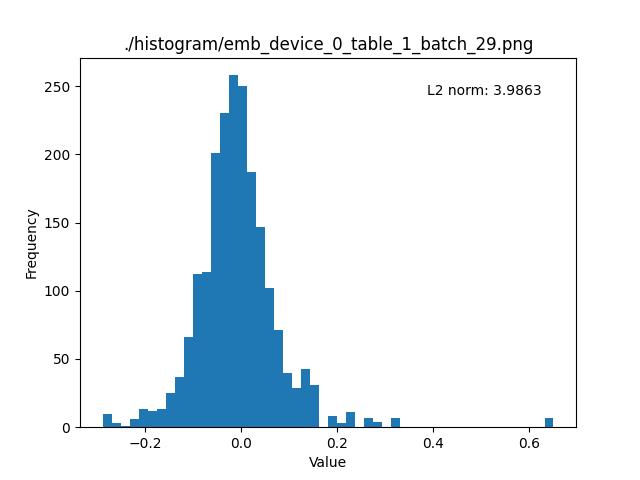 ./histogram/emb_device_0_table_1_batch_29.png
L2 norm: 3.9863
Frequency
250
200
150
100
50
0
−0.2 0.0 0.2 0.4 0.6
Value